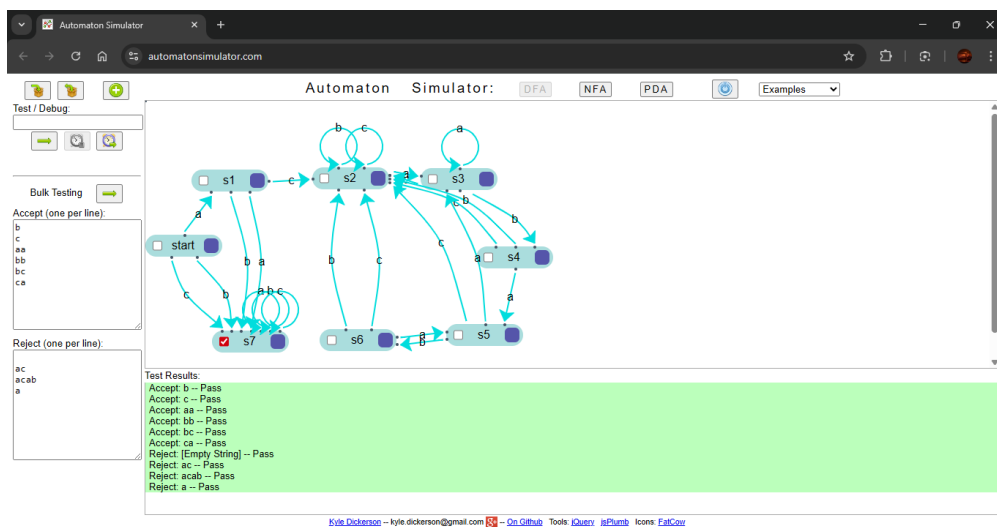 Automaton Simulator
automatonsimulator.com
Automaton Simulator: DFA NFA PDA Examples
Test / Debug:
Bulk Testing
Accept (one per line):
b
c
aa
bb
bc
ca
Reject (one per line):
ac
acab
a
b c a
s1 c s2 a s3
c b
a b
start c s4
b a b c a
c b a b c a
s7 s6 a s5
b
Test Results:
Accept: b -- Pass
Accept: c -- Pass
Accept: aa -- Pass
Accept: bb -- Pass
Accept: bc -- Pass
Accept: ca -- Pass
Reject: [Empty String] -- Pass
Reject: ac -- Pass
Reject: acab -- Pass
Reject: a -- Pass
Kyle Dickerson -- kyle.dickerson@gmail.com -- On Github Tools: jQuery jsPlumb Icons: FatCow